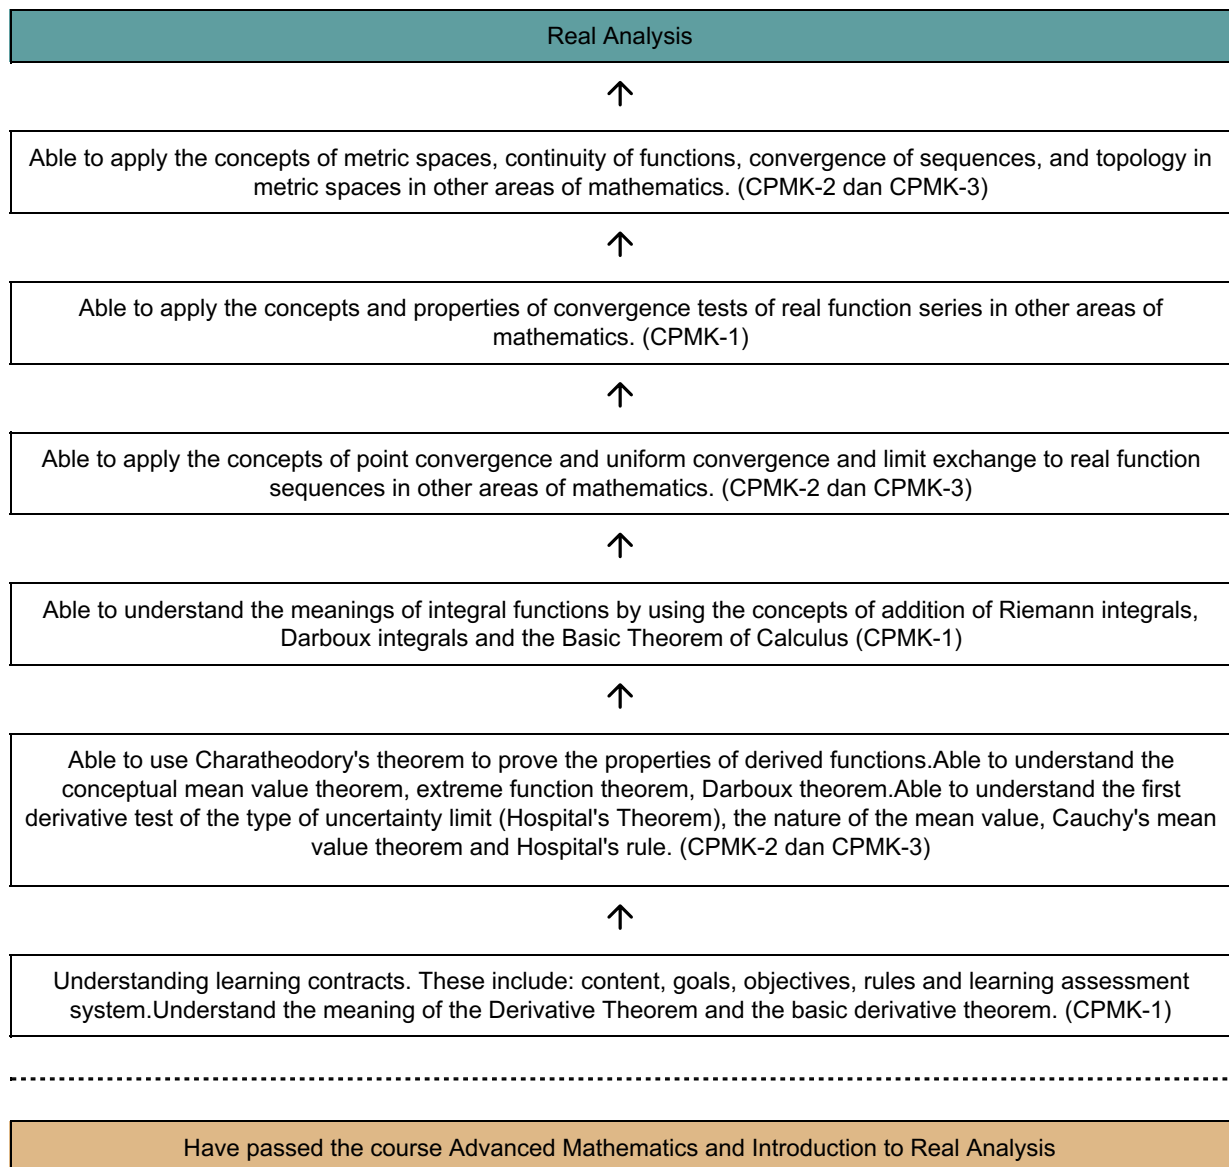 Real Analysis
Able to apply the concepts of metric spaces, continuity of functions, convergence of sequences, and topology in
metric spaces in other areas of mathematics. (CPMK-2 dan CPMK-3)
Able to apply the concepts and properties of convergence tests of real function series in other areas of
mathematics. (CPMK-1)
Able to apply the concepts of point convergence and uniform convergence and limit exchange to real function
sequences in other areas of mathematics. (CPMK-2 dan CPMK-3)
Able to understand the meanings of integral functions by using the concepts of addition of Riemann integrals,
Darboux integrals and the Basic Theorem of Calculus (CPMK-1)
Able to use Charatheodory's theorem to prove the properties of derived functions.Able to understand the
conceptual mean value theorem, extreme function theorem, Darboux theorem.Able to understand the first
derivative test of the type of uncertainty limit (Hospital's Theorem), the nature of the mean value, Cauchy's mean
value theorem and Hospital's rule. (CPMK-2 dan CPMK-3)
Understanding learning contracts. These include: content, goals, objectives, rules and learning assessment
system.Understand the meaning of the Derivative Theorem and the basic derivative theorem. (CPMK-1)
Have passed the course Advanced Mathematics and Introduction to Real Analysis